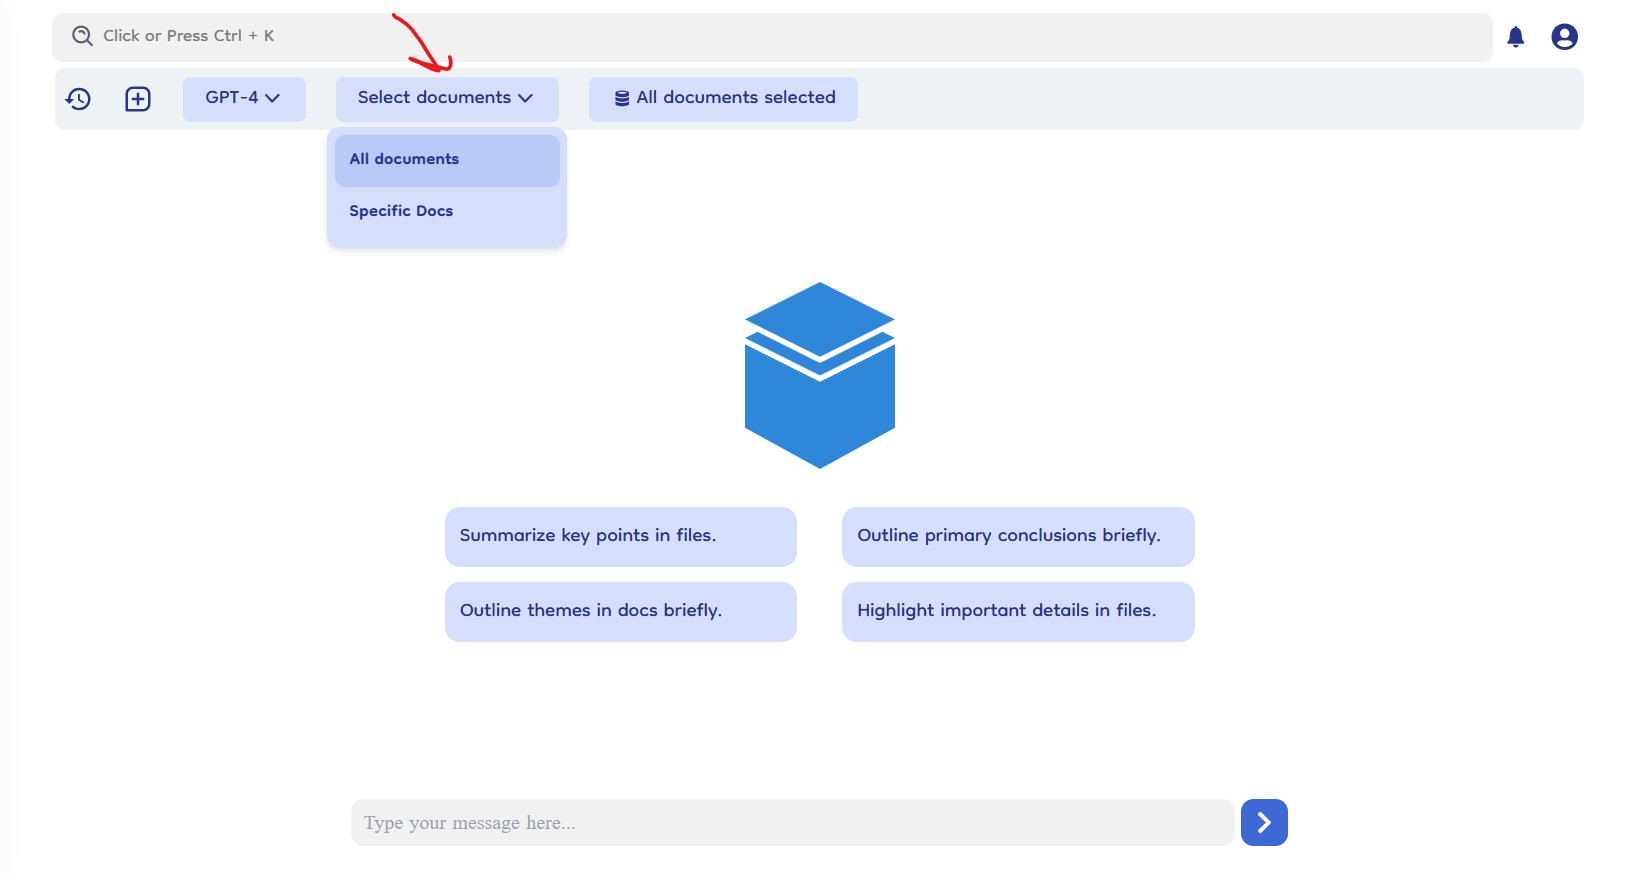 Click or Press Ctrl + K
GPT-4
Select documents
All documents selected
All documents
Specific Docs
Summarize key points in files.
Outline primary conclusions briefly.
Outline themes in docs briefly.
Highlight important details in files.
Type your message here...